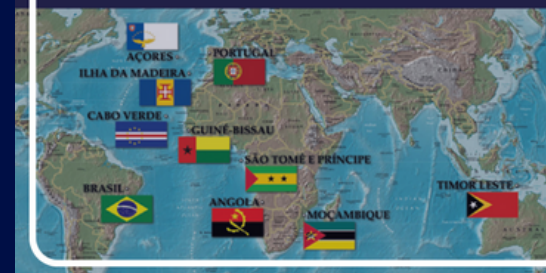 AÇORES
PORTUGAL
ILHA DA MADEIRA
CABO VERDE
GUINÉ-BISSAU
SÃO TOMÉ E PRÍNCIPE
BRASIL
TIMOR LESTE
ANGOLA
MOÇAMBIQUE